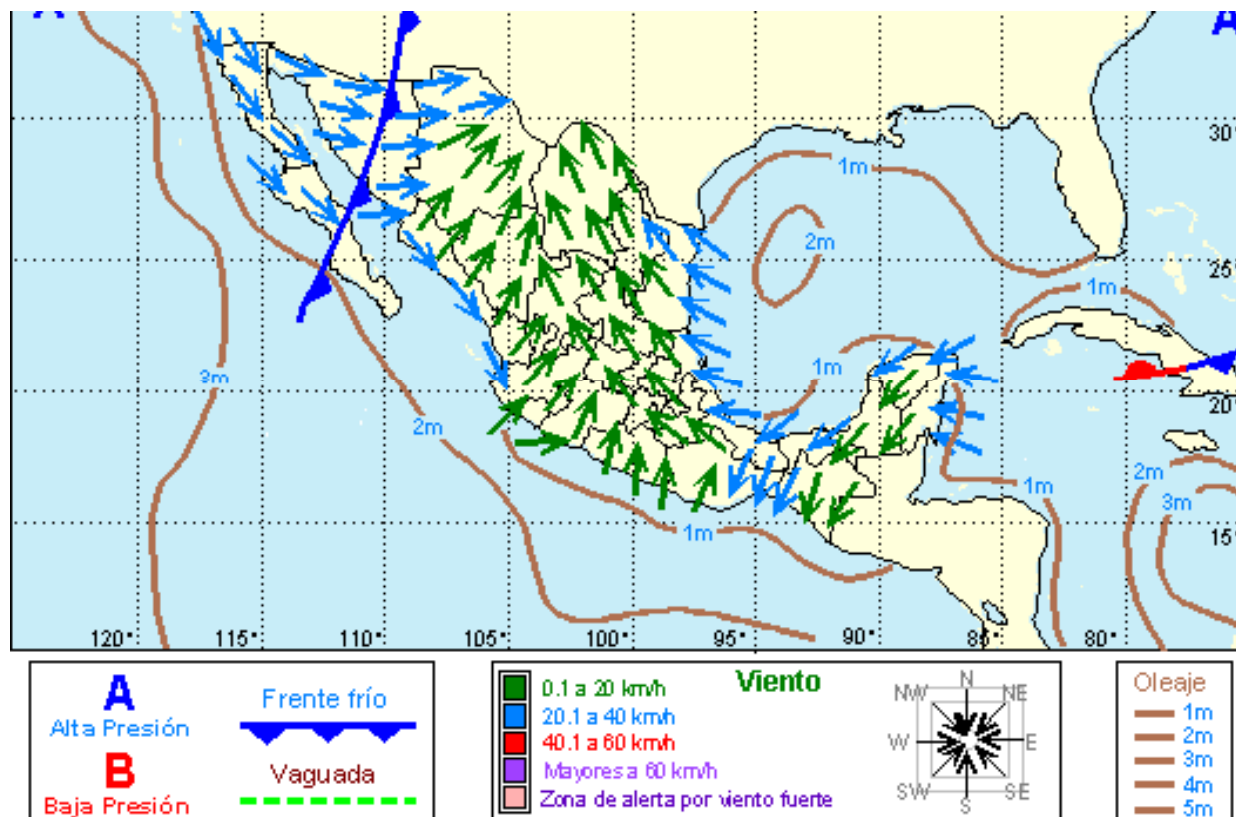 A
A
30°
25°
20°
15°
1m
2m
1m
1m
3m
2m
1m
1m
2m
3m
120°
115°
110°
105°
100°
95°
90°
85°
80°
A
Alta Presión
B
Baja Presión
Frente frío
Vaguada
Viento
0.1 a 20 km/h
20.1 a 40 km/h
40.1 a 60 km/h
Mayores a 60 km/h
Zona de alerta por viento fuerte
N
NW
NE
W
E
SW
SE
S
Oleaje
1m
2m
3m
4m
5m